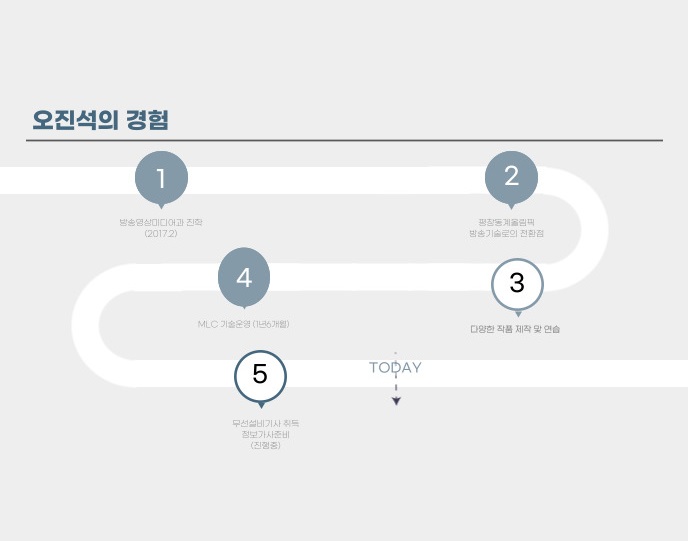 오진석의 경험
1
방송영상미디어과 진학
(2017.2)
2
평창동계올림픽
방송기술로의 전환점
3
다양한 작품 제작 및 연습
4
MLC 기술운영 (1년6개월)
5
무선설비기사 취득
정보기사준비
(진행중)
TODAY